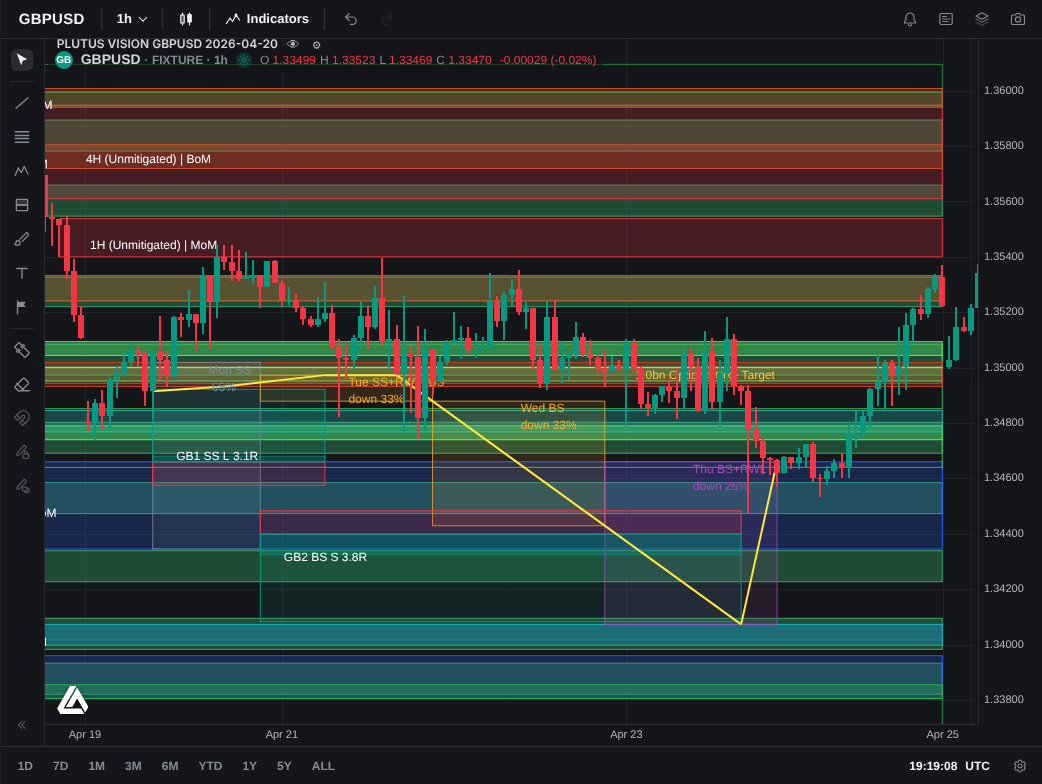 GBPUSD 1h Indicators
PLUTUS VISION GBPUSD 2026-04-20
GB GBPUSD · FIXTURE · 1h O 1.33499 H 1.33523 L 1.33469 C 1.33470 -0.00029 (-0.02%)
1.36000
M
1.35800
4H (Unmitigated) | BoM
1.35600
1H (Unmitigated) | MoM
1.35400
1.35200
1.35000
Mon SS
55%
Target
Tue SS+
down 33%
1.34800
Wed BS
down 33%
GB1 SS L 3.1R
1.34600
Thu BS+RWL
down 26%
M
1.34400
GB2 BS S 3.8R
1.34200
1.34000
1.33800
Apr 19 Apr 21 Apr 23 Apr 25
1D 7D 1M 3M 6M YTD 1Y 5Y ALL 19:19:08 UTC